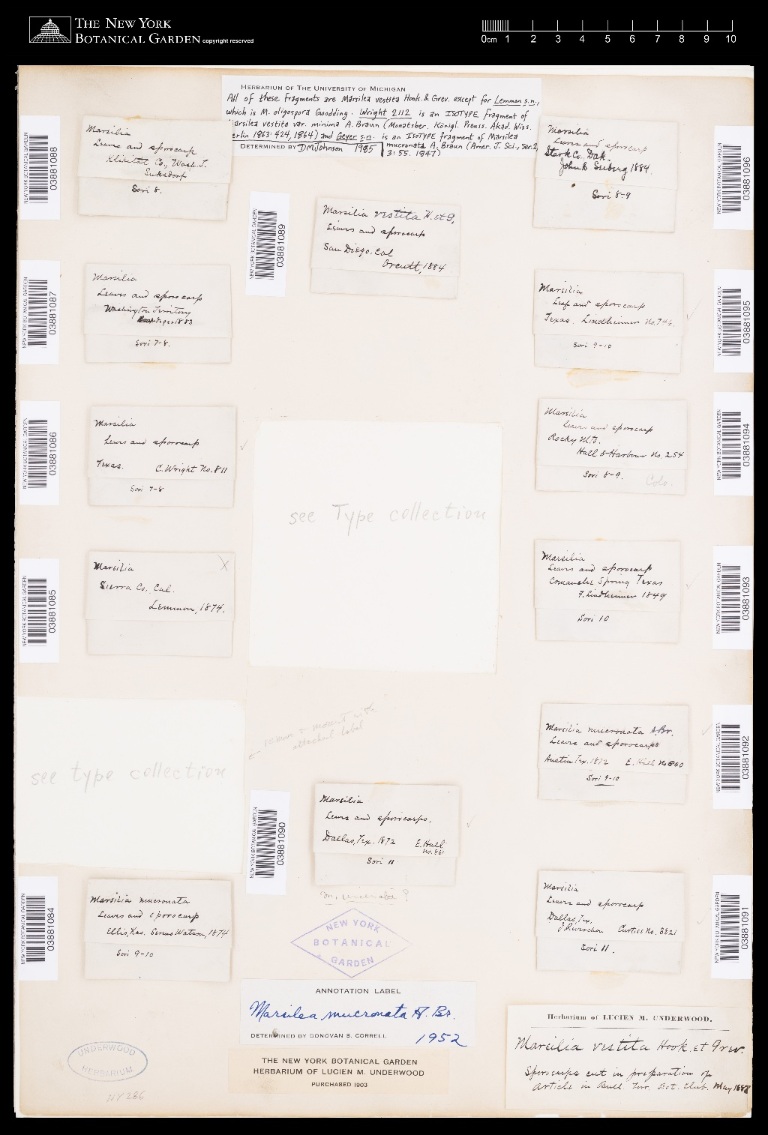 THE NEW YORK
BOTANICAL GARDEN copyright reserved
0cm 1 2 3 4 5 6 7 8 9 10
HERBARIUM OF THE UNIVERSITY OF MICHIGAN
All of these fragments are Marsilea vestita Hook. & Grev. except for Lemmon s.n.,
which is M. oligospora Goodding. Wright 2112 is an ISOTYPE fragment of
Marsilea vestita var. minima A. Braun (Monatsber. Königl. Preuss. Akad. Wiss.
Berlin 1863: 424, 1864) and Geyer s.n. is an ISOTYPE fragment of Marsilea
mucronata A. Braun (Amer. J. Sci., Ser. 2,
3: 55. 1847)
DETERMINED BY DM Johnson 1985
03881088
Marsilia
Leaves and sporocarp
Klikitat Co., Wash. T.
Suksdorf
Sori 8.
03881089
Marsilia vestita H. et G.
Leaves and sporocarp
San Diego. Cal
Orcutt, 1884
03881096
Marsilia
Leaves and sporocarp
Stark Co. Dak.
John B. Seiberg 1884.
Sori 8-9
03881087
Marsilia
Leaves and sporocarp
Washington Territory
1883
Sori 7-8.
03881095
Marsilia
Leaf and sporocarp
Texas. Lindheimer No. 746
Sori 9-10
03881086
Marsilia
Leaves and sporocarp
Texas. C. Wright No. 811
Sori 7-8
03881094
Marsilia
Leaves and sporocarp
Rocky Mt.
Hall & Harbour No. 254
Sori 8-9.
Colo.
see Type collection
03881085
Marsilia
Sierra Co., Cal.
Lemmon, 1874.
03881093
Marsilia
Leaves and sporocarp
Comanche Spring Texas
F. Lindheimer 1849
Sori 10
see type collection
attached label
03881092
Marsilia mucronata A Br.
Leaves and sporocarps
Austin Tex. 1872 E. Hall No 860
Sori 9-10
03881090
Marsilia
Leaves and sporocarps.
Dallas, Tex. 1872 E. Hall
Sori 11
03881084
Marsilia mucronata
Leaves and sporocarp
Ellis, Kas. Sereno Watson, 1874
Sori 9-10
03881091
Marsilia
Leaves and sporocarp
Dallas, Tex.
J. Reverchon Curtiss No. 3821
Sori 11.
NEW YORK
BOTANICAL
GARDEN
ANNOTATION LABEL
Marsilea mucronata A. Br.
DETERMINED BY DONOVAN S. CORRELL 1952
THE NEW YORK BOTANICAL GARDEN
HERBARIUM OF LUCIEN M. UNDERWOOD
PURCHASED 1903
UNDERWOOD
HERBARIUM
Herbarium of LUCIEN M. UNDERWOOD.
Marsilia vestita Hook. et Grev.
Sporocarps cut in preparation of
article in Bull. Tor. Bot. Club. May 1888